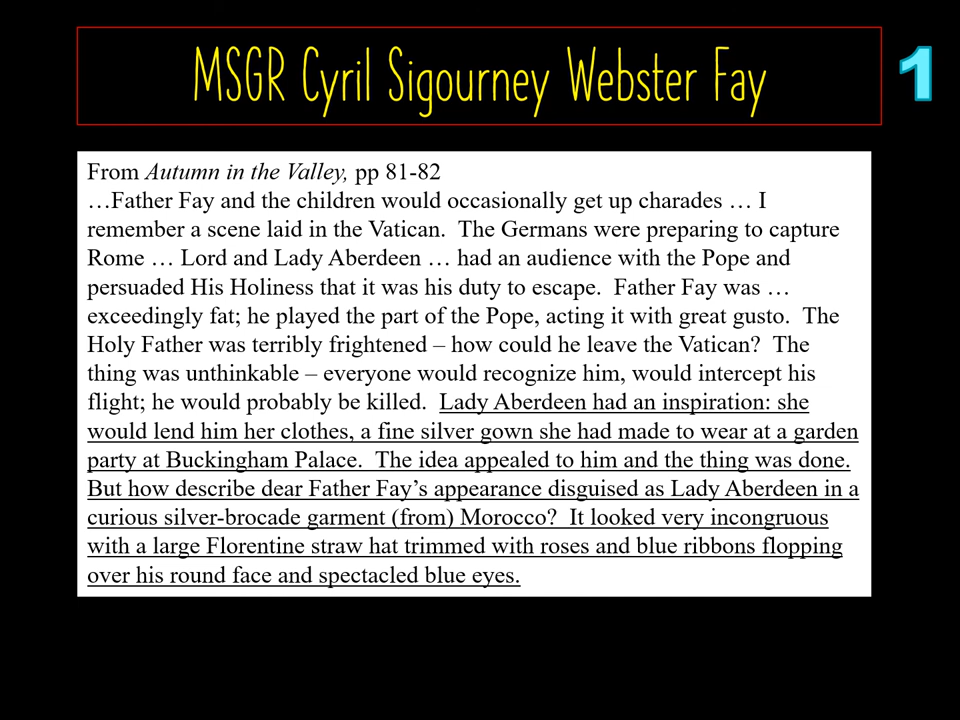 MSGR Cyril Sigourney Webster Fay
1
From Autumn in the Valley, pp 81-82
…Father Fay and the children would occasionally get up charades … I
remember a scene laid in the Vatican.  The Germans were preparing to capture
Rome … Lord and Lady Aberdeen … had an audience with the Pope and
persuaded His Holiness that it was his duty to escape.  Father Fay was …
exceedingly fat; he played the part of the Pope, acting it with great gusto.  The
Holy Father was terribly frightened – how could he leave the Vatican?  The
thing was unthinkable – everyone would recognize him, would intercept his
flight; he would probably be killed.  Lady Aberdeen had an inspiration: she
would lend him her clothes, a fine silver gown she had made to wear at a garden
party at Buckingham Palace.  The idea appealed to him and the thing was done.
But how describe dear Father Fay’s appearance disguised as Lady Aberdeen in a
curious silver-brocade garment (from) Morocco?  It looked very incongruous
with a large Florentine straw hat trimmed with roses and blue ribbons flopping
over his round face and spectacled blue eyes.